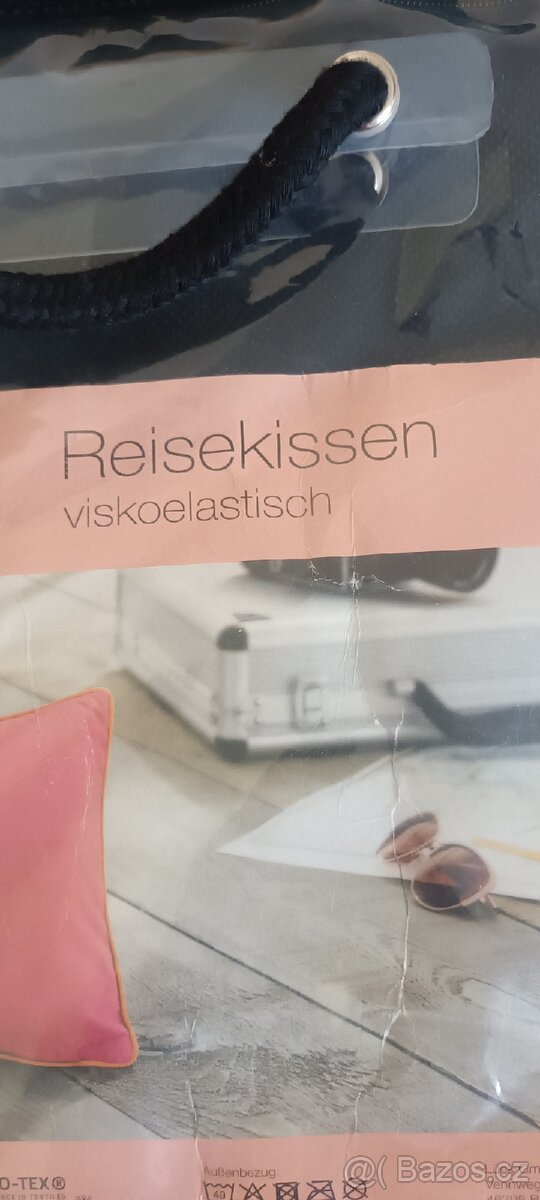 Reisekissen
viskoelastisch
O-TEX®
Außenbezug:
40
@( Bazos.cz